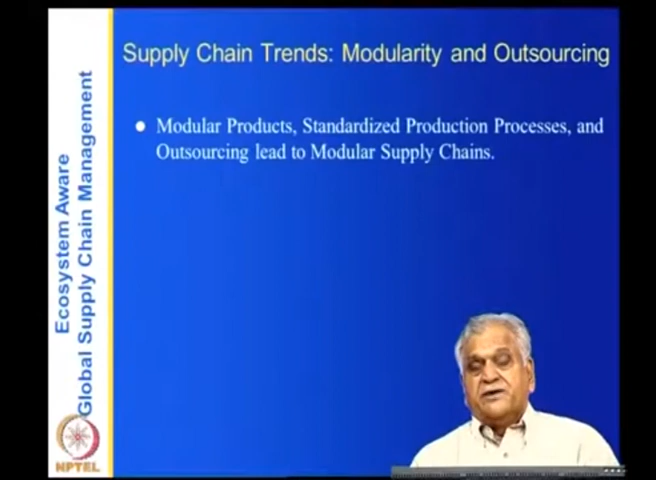 Supply Chain Trends: Modularity and Outsourcing
Modular Products, Standardized Production Processes, and
Outsourcing lead to Modular Supply Chains.
Ecosystem Aware
Global Supply Chain Management
NPTEL